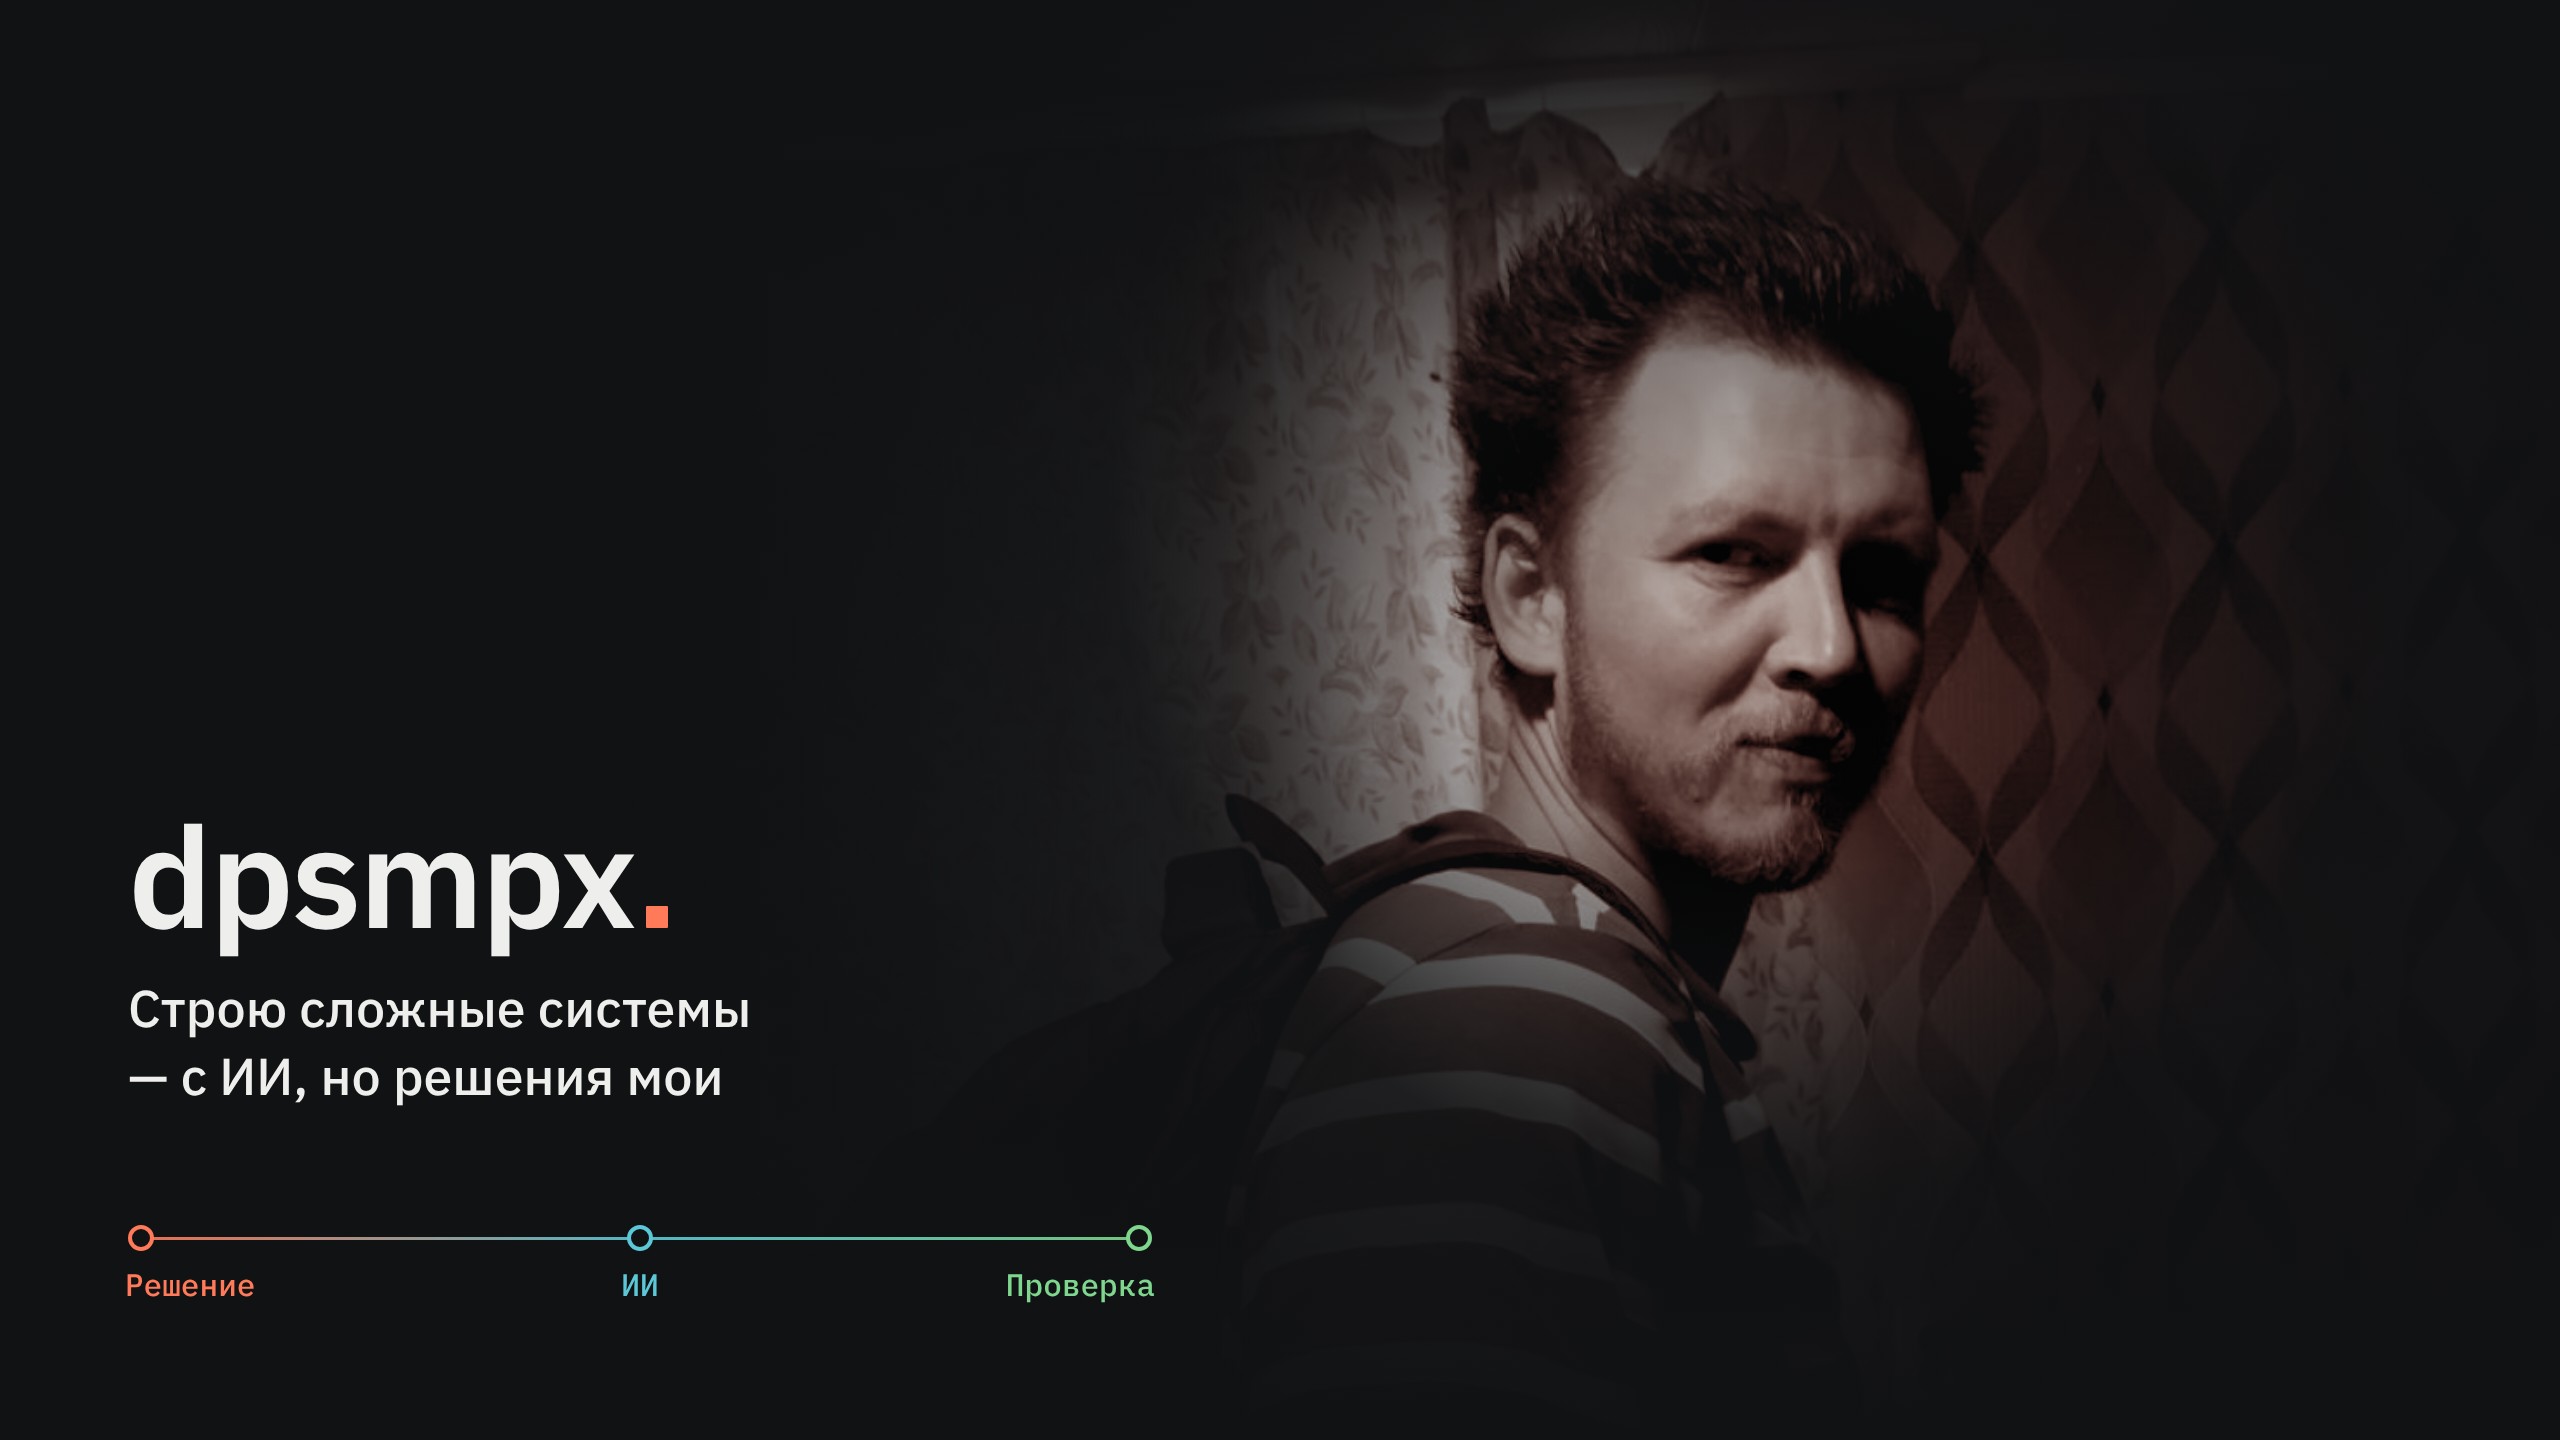 dpsmpx.
Строю сложные системы
— с ИИ, но решения мои
Решение
ИИ
Проверка